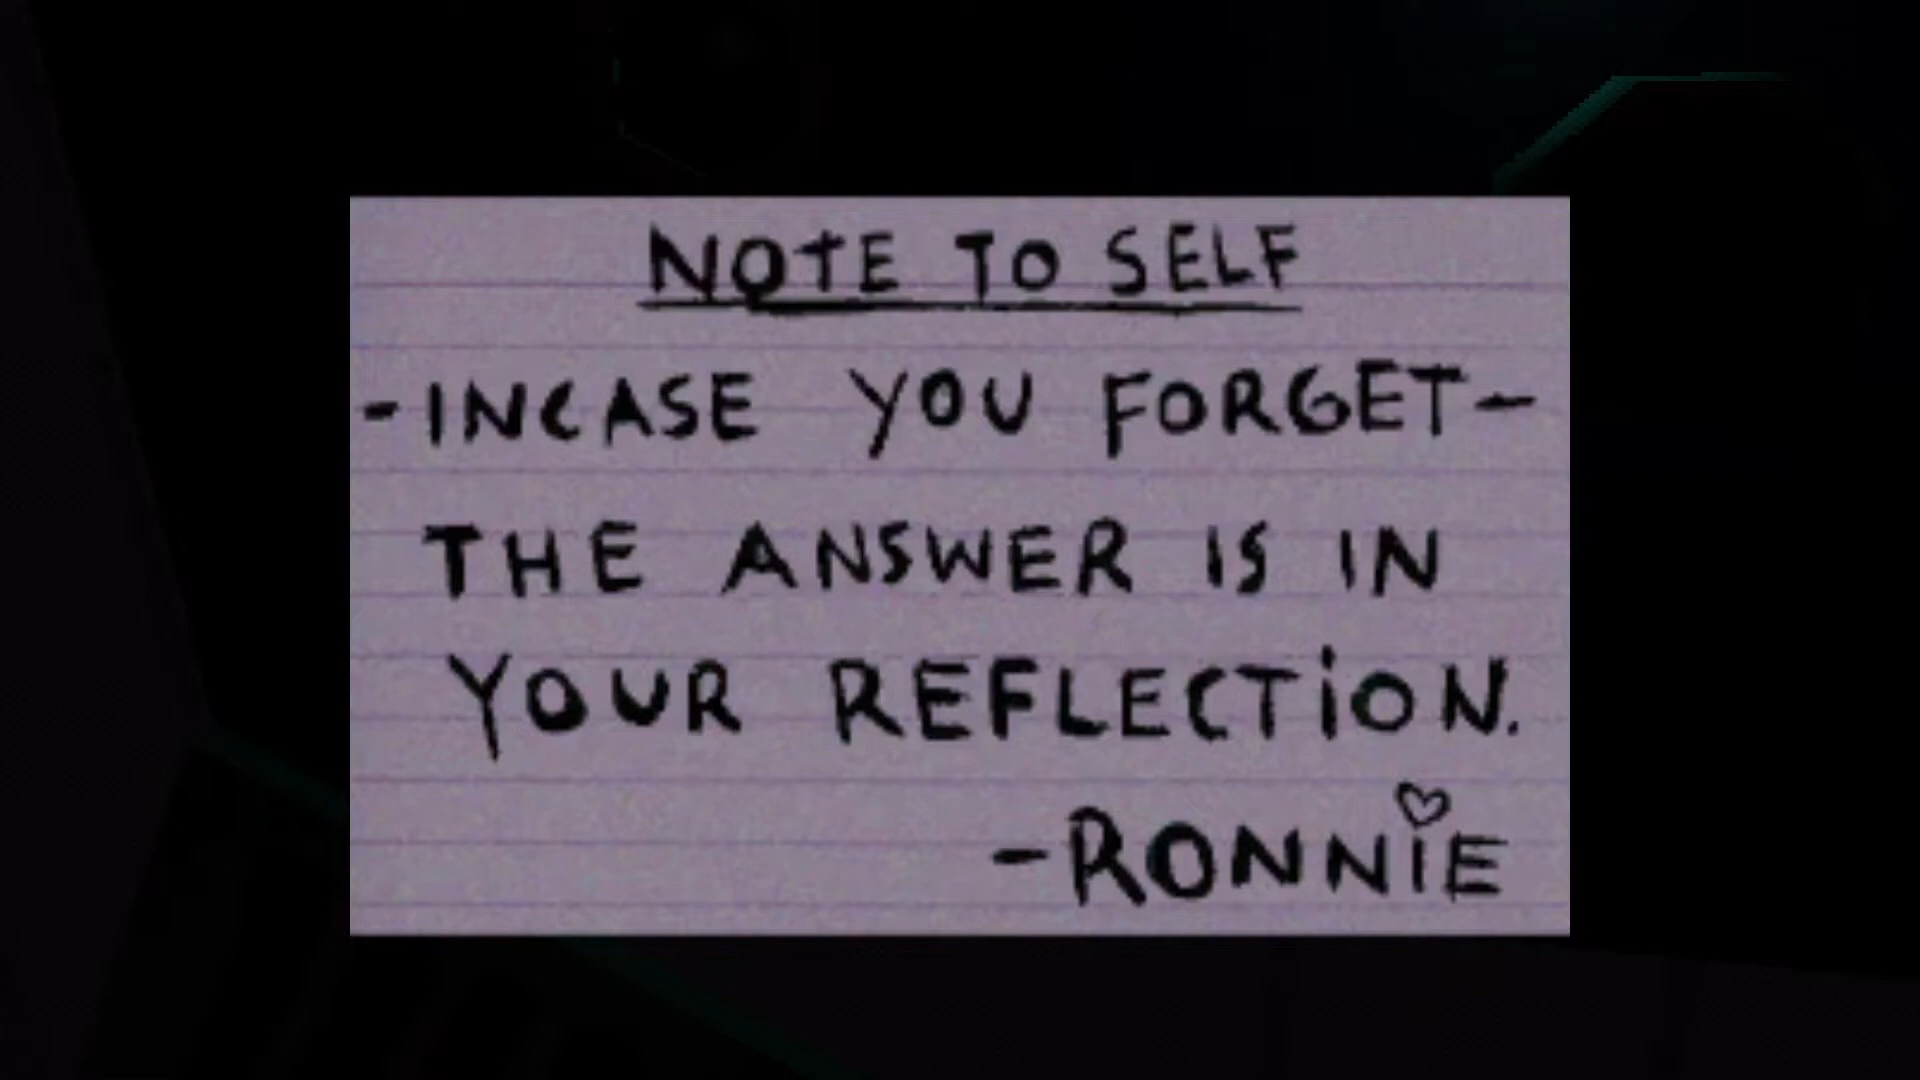 NOTE TO SELF
-INCASE YOU FORGET-
THE ANSWER IS IN
YOUR REFLECTION.
-RONNIE